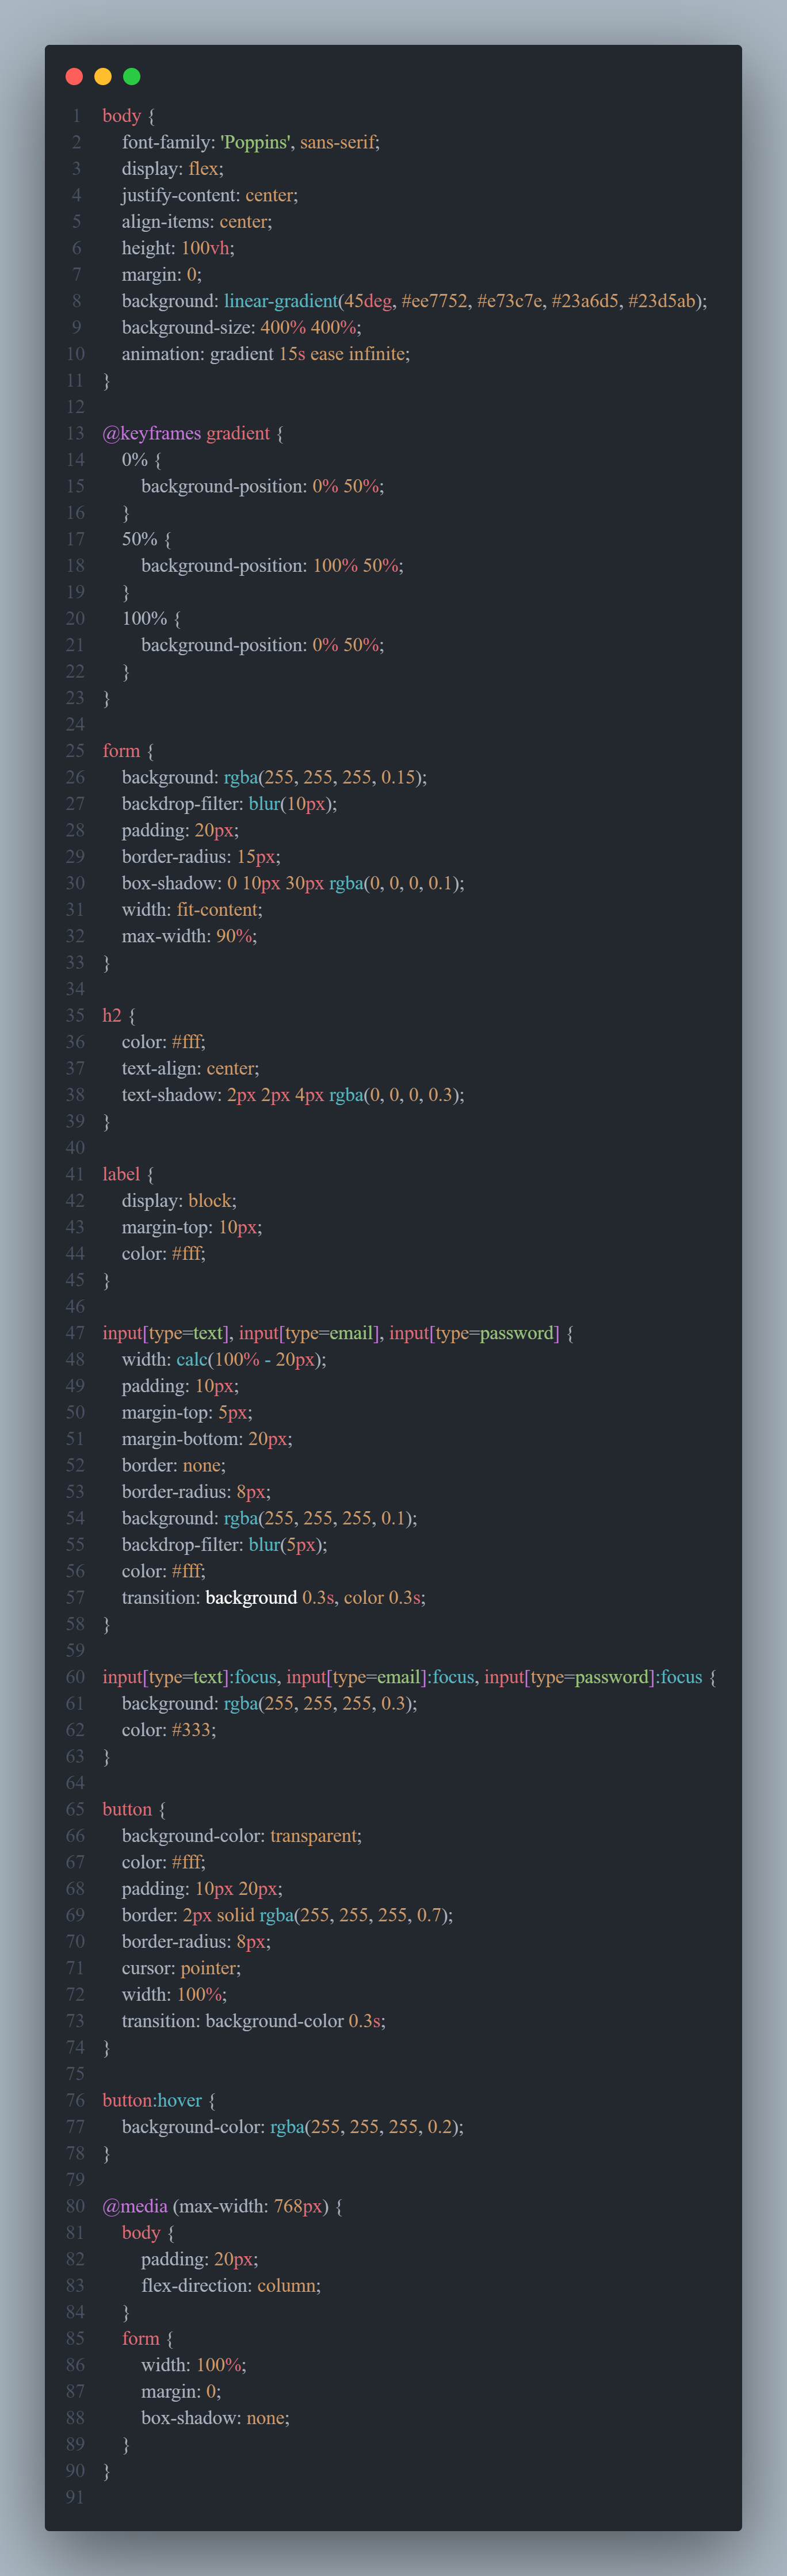 1 body {
2     font-family: 'Poppins', sans-serif;
3     display: flex;
4     justify-content: center;
5     align-items: center;
6     height: 100vh;
7     margin: 0;
8     background: linear-gradient(45deg, #ee7752, #e73c7e, #23a6d5, #23d5ab);
9     background-size: 400% 400%;
10     animation: gradient 15s ease infinite;
11 }
12
13 @keyframes gradient {
14     0% {
15         background-position: 0% 50%;
16     }
17     50% {
18         background-position: 100% 50%;
19     }
20     100% {
21         background-position: 0% 50%;
22     }
23 }
24
25 form {
26     background: rgba(255, 255, 255, 0.15);
27     backdrop-filter: blur(10px);
28     padding: 20px;
29     border-radius: 15px;
30     box-shadow: 0 10px 30px rgba(0, 0, 0, 0.1);
31     width: fit-content;
32     max-width: 90%;
33 }
34
35 h2 {
36     color: #fff;
37     text-align: center;
38     text-shadow: 2px 2px 4px rgba(0, 0, 0, 0.3);
39 }
40
41 label {
42     display: block;
43     margin-top: 10px;
44     color: #fff;
45 }
46
47 input[type=text], input[type=email], input[type=password] {
48     width: calc(100% - 20px);
49     padding: 10px;
50     margin-top: 5px;
51     margin-bottom: 20px;
52     border: none;
53     border-radius: 8px;
54     background: rgba(255, 255, 255, 0.1);
55     backdrop-filter: blur(5px);
56     color: #fff;
57     transition: background 0.3s, color 0.3s;
58 }
59
60 input[type=text]:focus, input[type=email]:focus, input[type=password]:focus {
61     background: rgba(255, 255, 255, 0.3);
62     color: #333;
63 }
64
65 button {
66     background-color: transparent;
67     color: #fff;
68     padding: 10px 20px;
69     border: 2px solid rgba(255, 255, 255, 0.7);
70     border-radius: 8px;
71     cursor: pointer;
72     width: 100%;
73     transition: background-color 0.3s;
74 }
75
76 button:hover {
77     background-color: rgba(255, 255, 255, 0.2);
78 }
79
80 @media (max-width: 768px) {
81     body {
82         padding: 20px;
83         flex-direction: column;
84     }
85     form {
86         width: 100%;
87         margin: 0;
88         box-shadow: none;
89     }
90 }
91